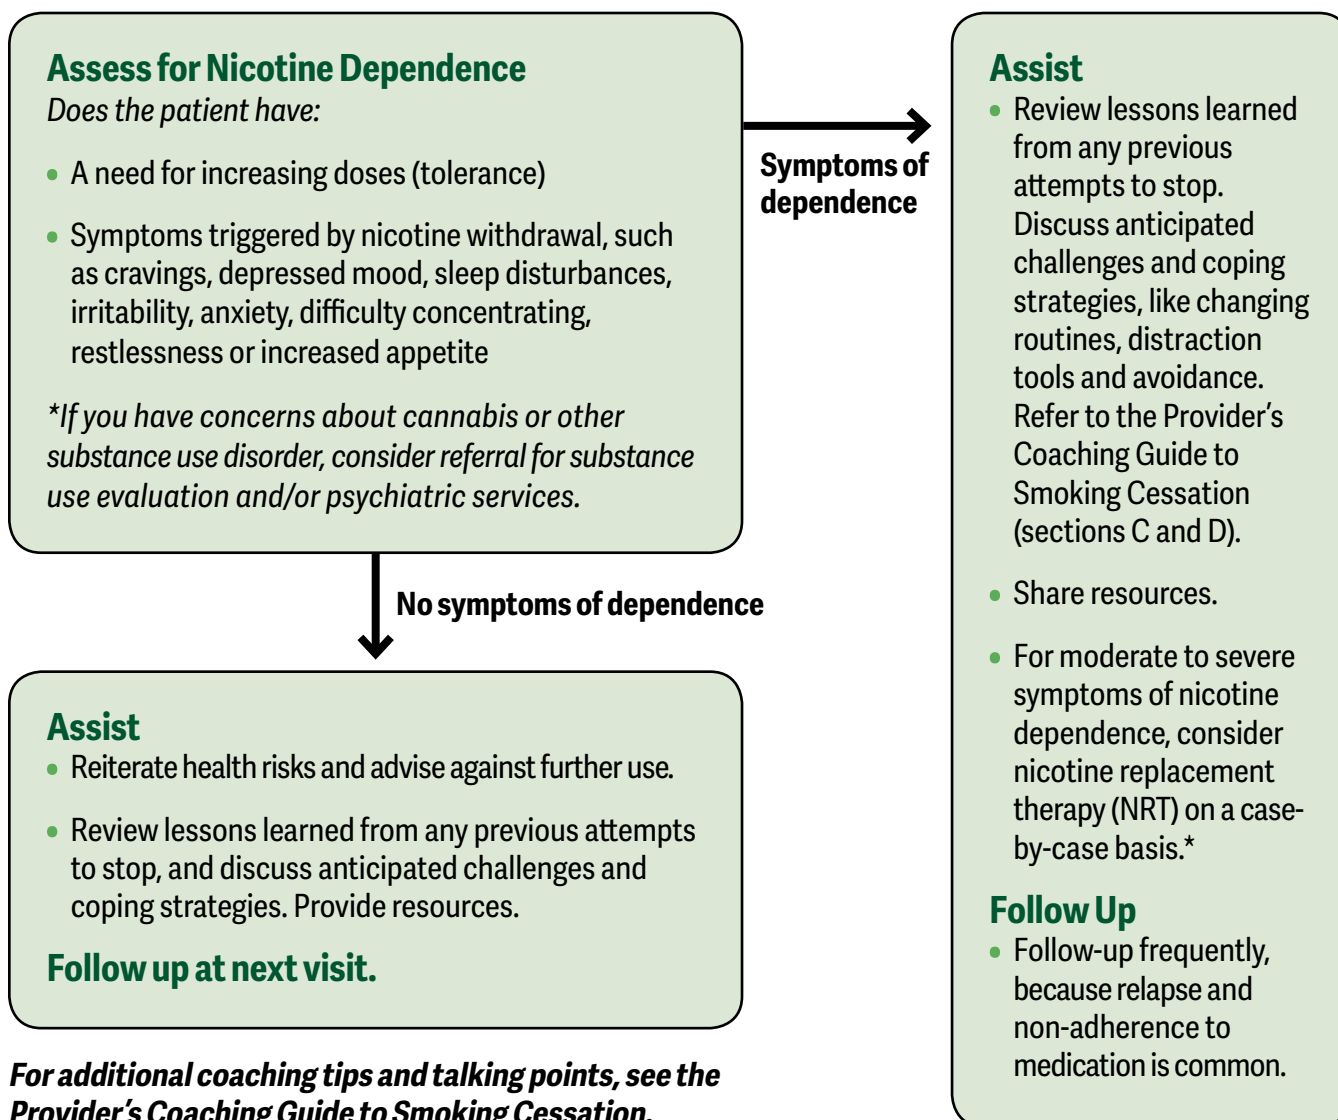 Assess for Nicotine Dependence
Does the patient have:
• A need for increasing doses (tolerance)
• Symptoms triggered by nicotine withdrawal, such
as cravings, depressed mood, sleep disturbances,
irritability, anxiety, difficulty concentrating,
restlessness or increased appetite
*If you have concerns about cannabis or other
substance use disorder, consider referral for substance
use evaluation and/or psychiatric services.
Symptoms of
dependence
Assist
• Review lessons learned
from any previous
attempts to stop.
Discuss anticipated
challenges and coping
strategies, like changing
routines, distraction
tools and avoidance.
Refer to the Provider’s
Coaching Guide to
Smoking Cessation
(sections C and D).
• Share resources.
• For moderate to severe
symptoms of nicotine
dependence, consider
nicotine replacement
therapy (NRT) on a case-
by-case basis.*
Follow Up
• Follow-up frequently,
because relapse and
non-adherence to
medication is common.
No symptoms of dependence
Assist
• Reiterate health risks and advise against further use.
• Review lessons learned from any previous attempts
to stop, and discuss anticipated challenges and
coping strategies. Provide resources.
Follow up at next visit.
For additional coaching tips and talking points, see the
Provider’s Coaching Guide to Smoking Cessation.